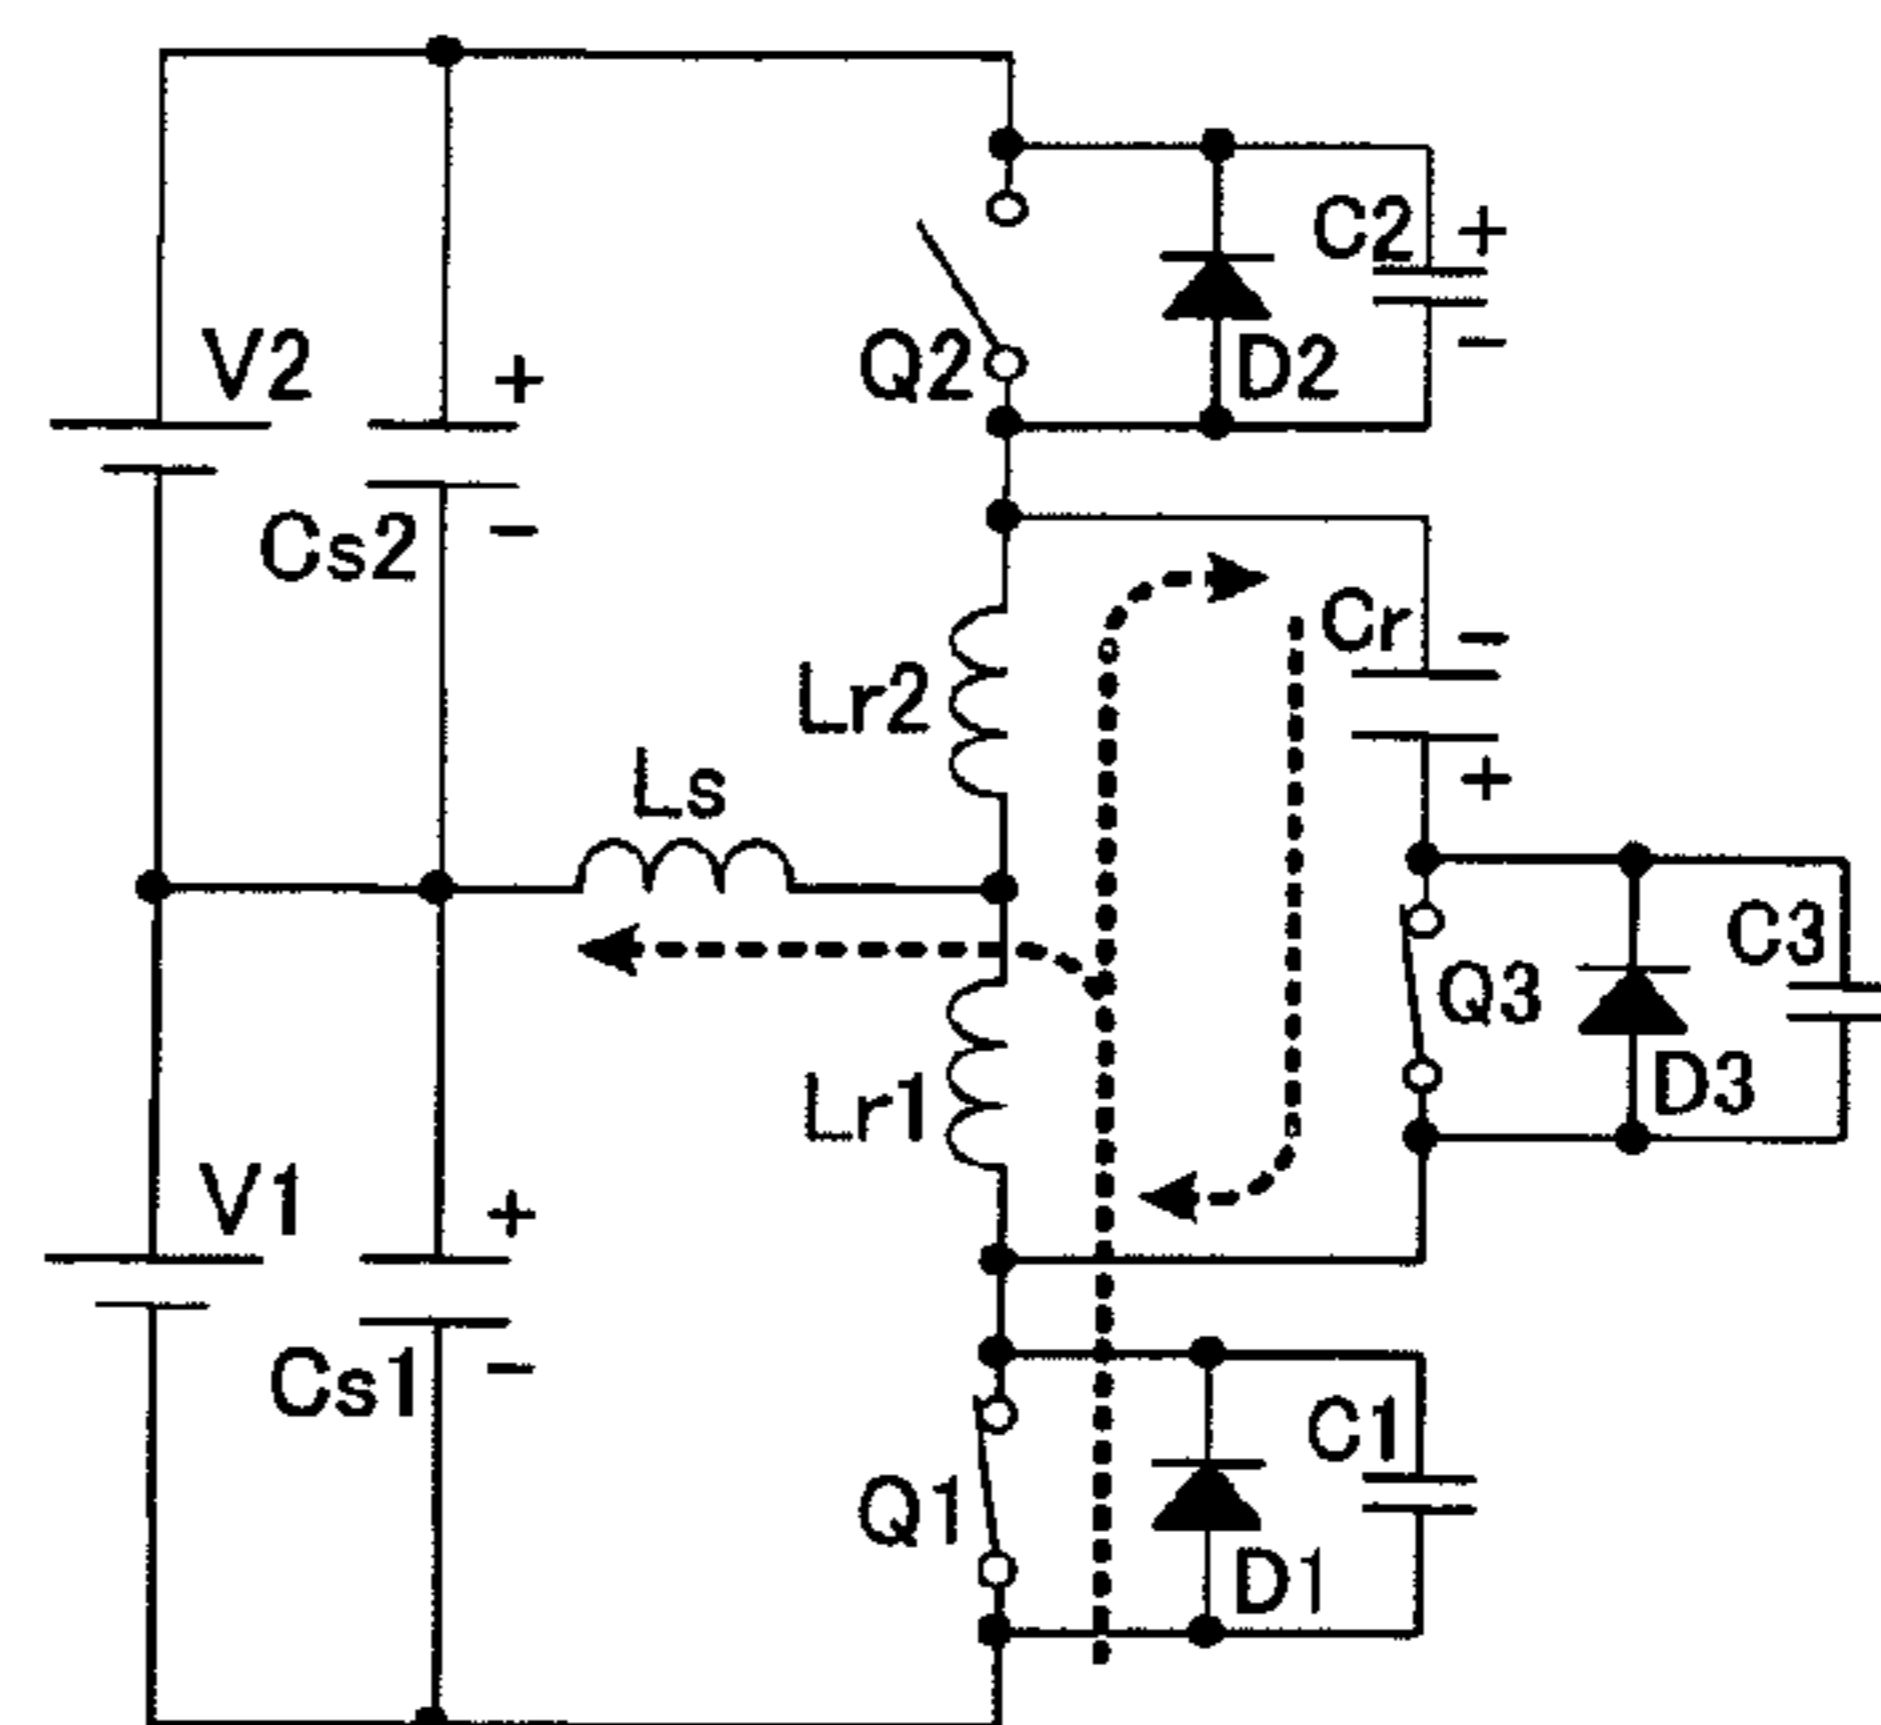 C2 +
V2
+
Q2
D2
−
Cs2
−
Cr −
Lr2
Ls
+
C3
Q3
Lr1
D3
V1
+
Cs1
−
C1
Q1
D1